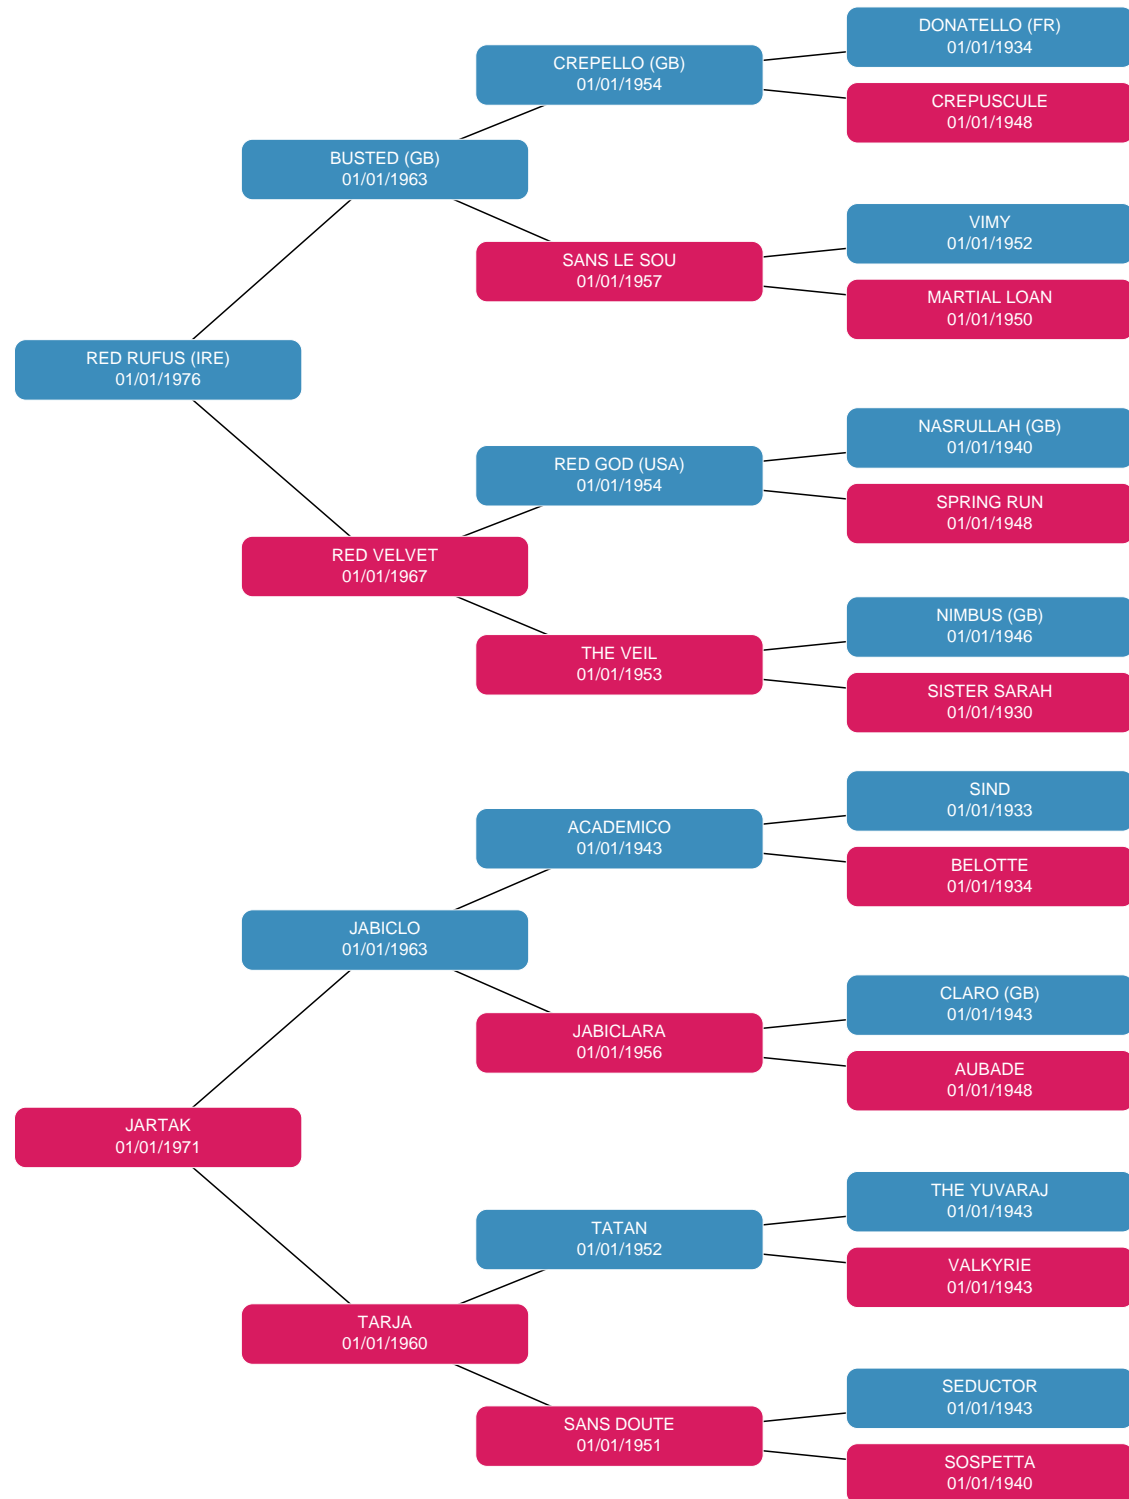 DONATELLO (FR)
01/01/1934
CREPELLO (GB)
01/01/1954
CREPUSCULE
01/01/1948
BUSTED (GB)
01/01/1963
VIMY
01/01/1952
SANS LE SOU
01/01/1957
MARTIAL LOAN
01/01/1950
RED RUFUS (IRE)
01/01/1976
NASRULLAH (GB)
01/01/1940
RED GOD (USA)
01/01/1954
SPRING RUN
01/01/1948
RED VELVET
01/01/1967
NIMBUS (GB)
01/01/1946
THE VEIL
01/01/1953
SISTER SARAH
01/01/1930
SIND
01/01/1933
ACADEMICO
01/01/1943
BELOTTE
01/01/1934
JABICLO
01/01/1963
CLARO (GB)
01/01/1943
JABICLARA
01/01/1956
AUBADE
01/01/1948
JARTAK
01/01/1971
THE YUVARAJ
01/01/1943
TATAN
01/01/1952
VALKYRIE
01/01/1943
TARJA
01/01/1960
SEDUCTOR
01/01/1943
SANS DOUTE
01/01/1951
SOSPETTA
01/01/1940